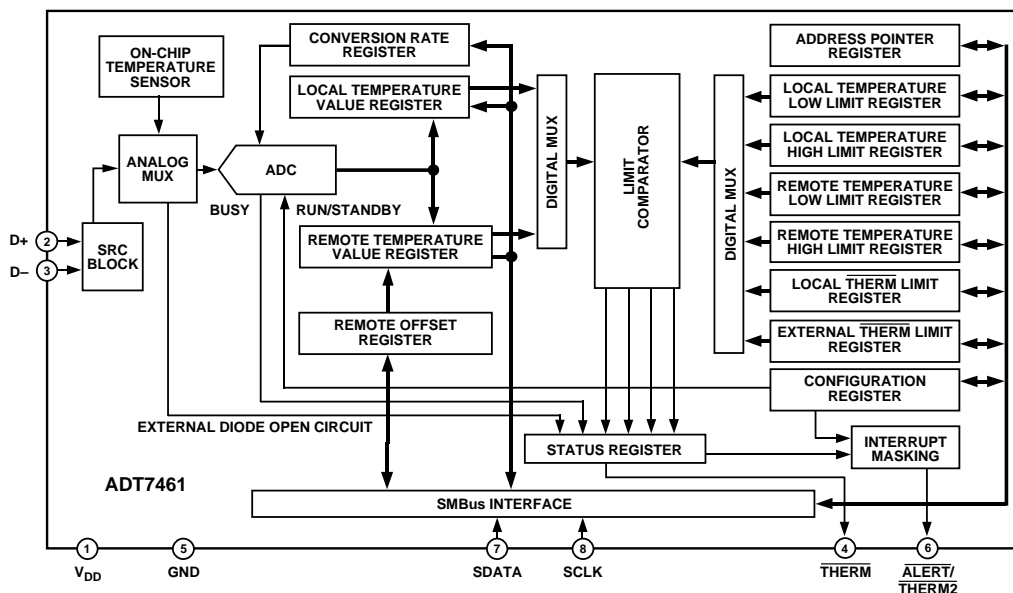 ON-CHIP
TEMPERATURE
SENSOR
CONVERSION RATE
REGISTER
LOCAL TEMPERATURE
VALUE REGISTER
ADDRESS POINTER
REGISTER
LOCAL TEMPERATURE
LOW LIMIT REGISTER
ANALOG
MUX
ADC
BUSY
RUN/STANDBY
DIGITAL MUX
LIMIT
COMPARATOR
DIGITAL MUX
LOCAL TEMPERATURE
HIGH LIMIT REGISTER
REMOTE TEMPERATURE
LOW LIMIT REGISTER
D+
2
D–
3
SRC
BLOCK
REMOTE TEMPERATURE
VALUE REGISTER
REMOTE TEMPERATURE
HIGH LIMIT REGISTER
LOCAL THERM LIMIT
REGISTER
REMOTE OFFSET
REGISTER
EXTERNAL THERM LIMIT
REGISTER
CONFIGURATION
REGISTER
EXTERNAL DIODE OPEN CIRCUIT
STATUS REGISTER
INTERRUPT
MASKING
ADT7461
SMBus INTERFACE
1
5
7
8
4
6
VDD
GND
SDATA
SCLK
THERM
ALERT/
THERM2